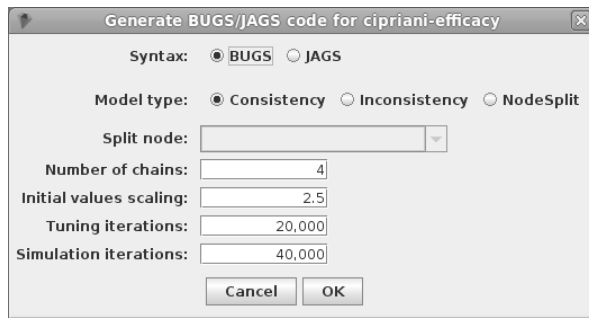 Generate BUGS/JAGS code for cipriani-efficacy
Syntax: BUGS JAGS
Model type: Consistency Inconsistency NodeSplit
Split node:
Number of chains: 4
Initial values scaling: 2.5
Tuning iterations: 20,000
Simulation iterations: 40,000
Cancel OK